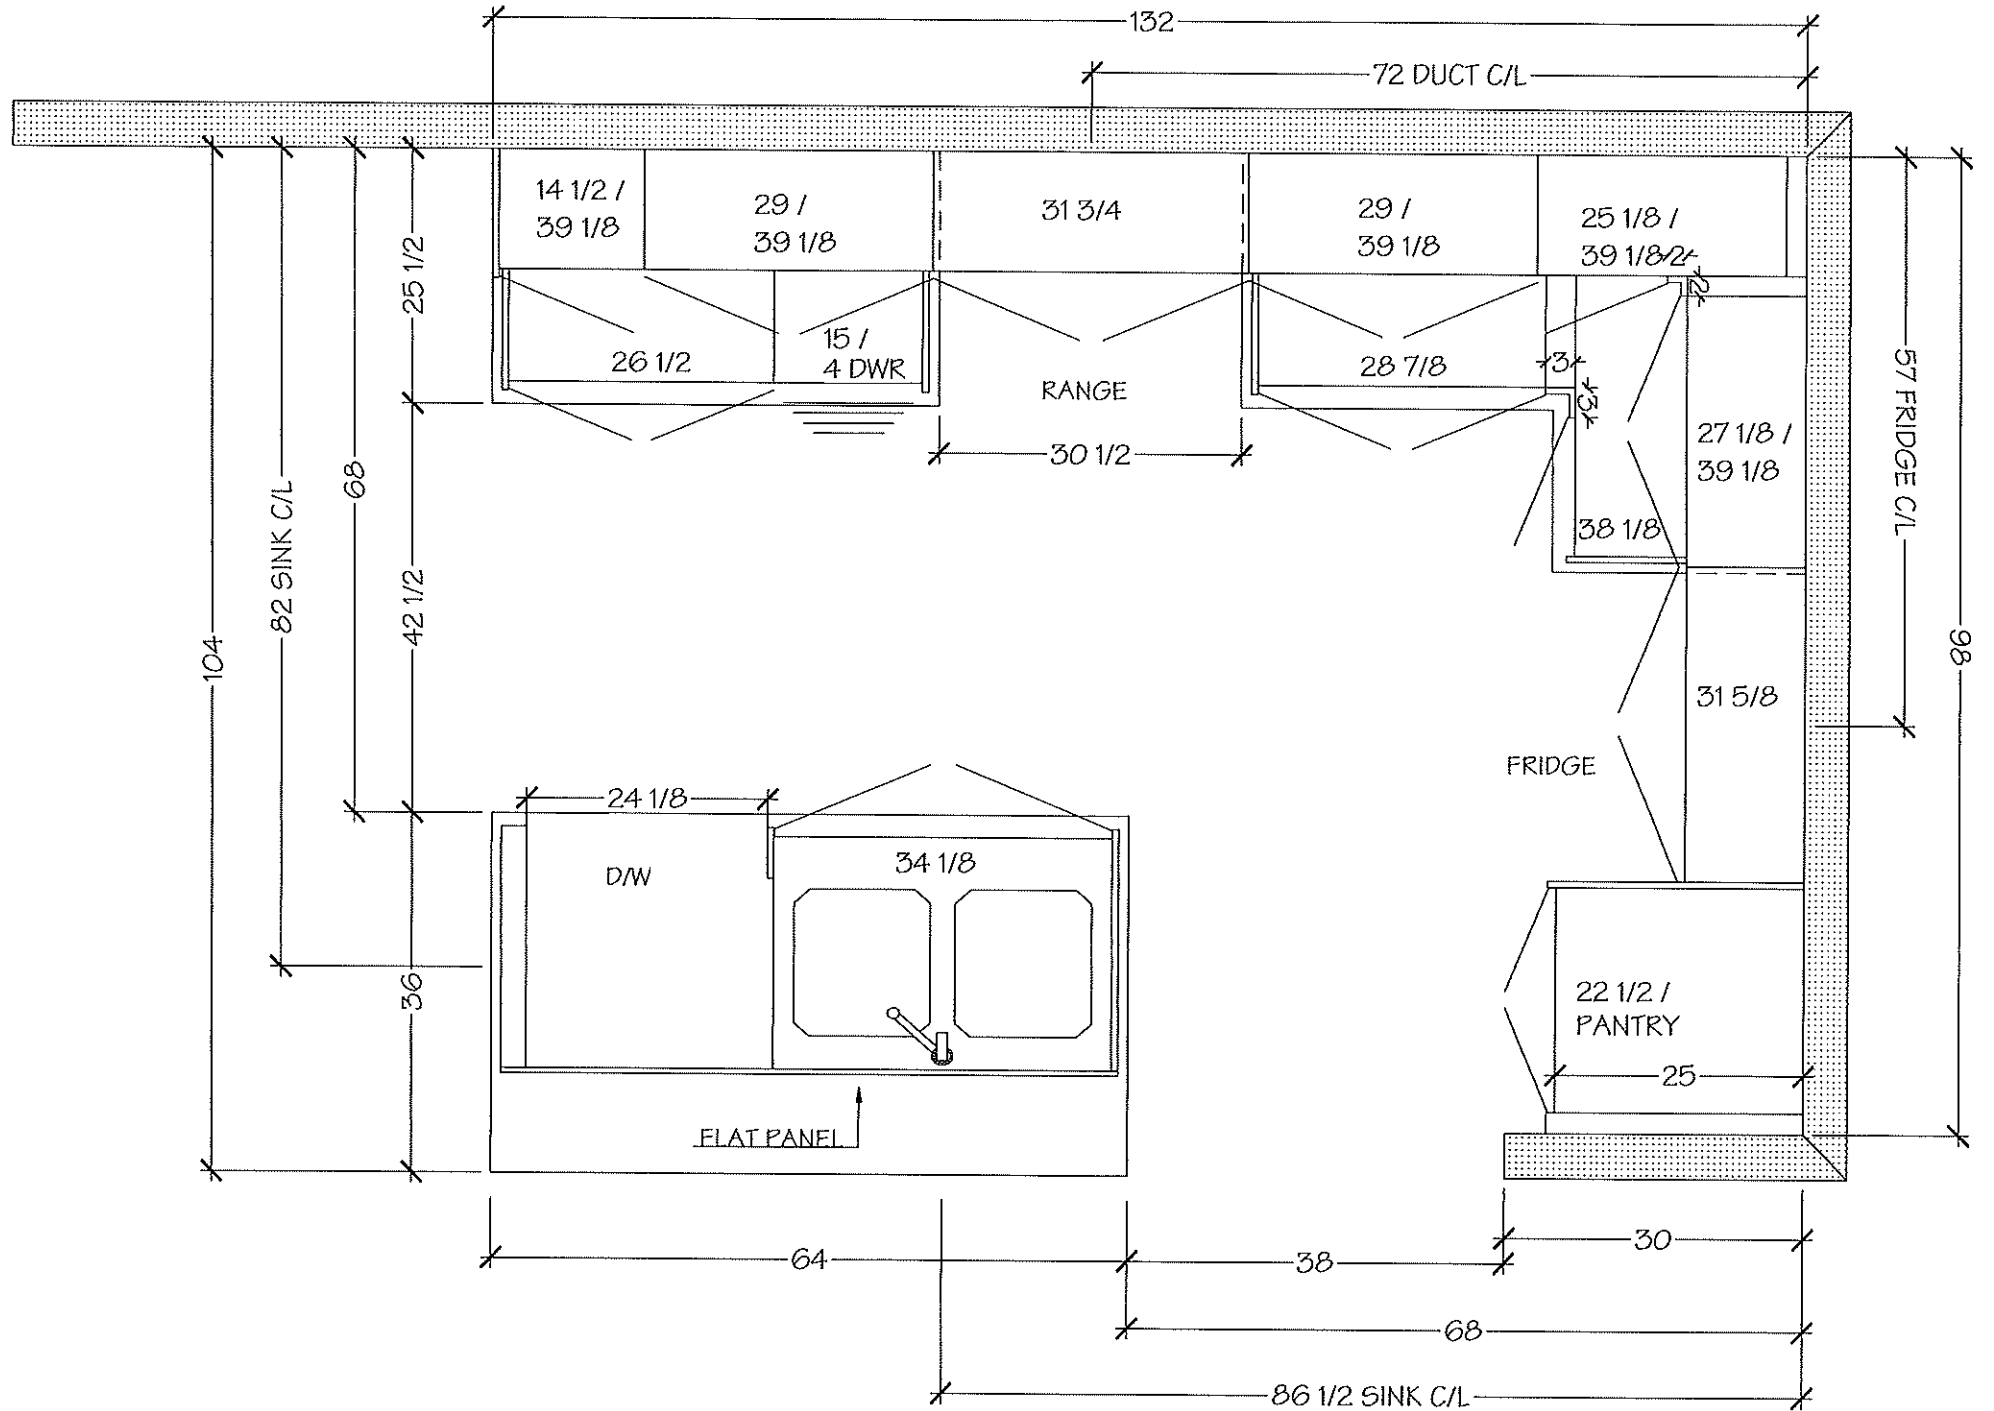 132
72 DUCT C/L
14 1/2 /
39 1/8
29 /
39 1/8
31 3/4
29 /
39 1/8
25 1/8 /
39 1/8
2
2
25 1/2
26 1/2
15 /
4 DWR
RANGE
28 7/8
3
3
30 1/2
27 1/8 /
39 1/8
38 1/8
57 FRIDGE C/L
98
68
82 SINK C/L
42 1/2
104
31 5/8
FRIDGE
24 1/8
D/W
34 1/8
36
22 1/2 /
PANTRY
25
FLAT PANEL
64
38
30
68
86 1/2 SINK C/L